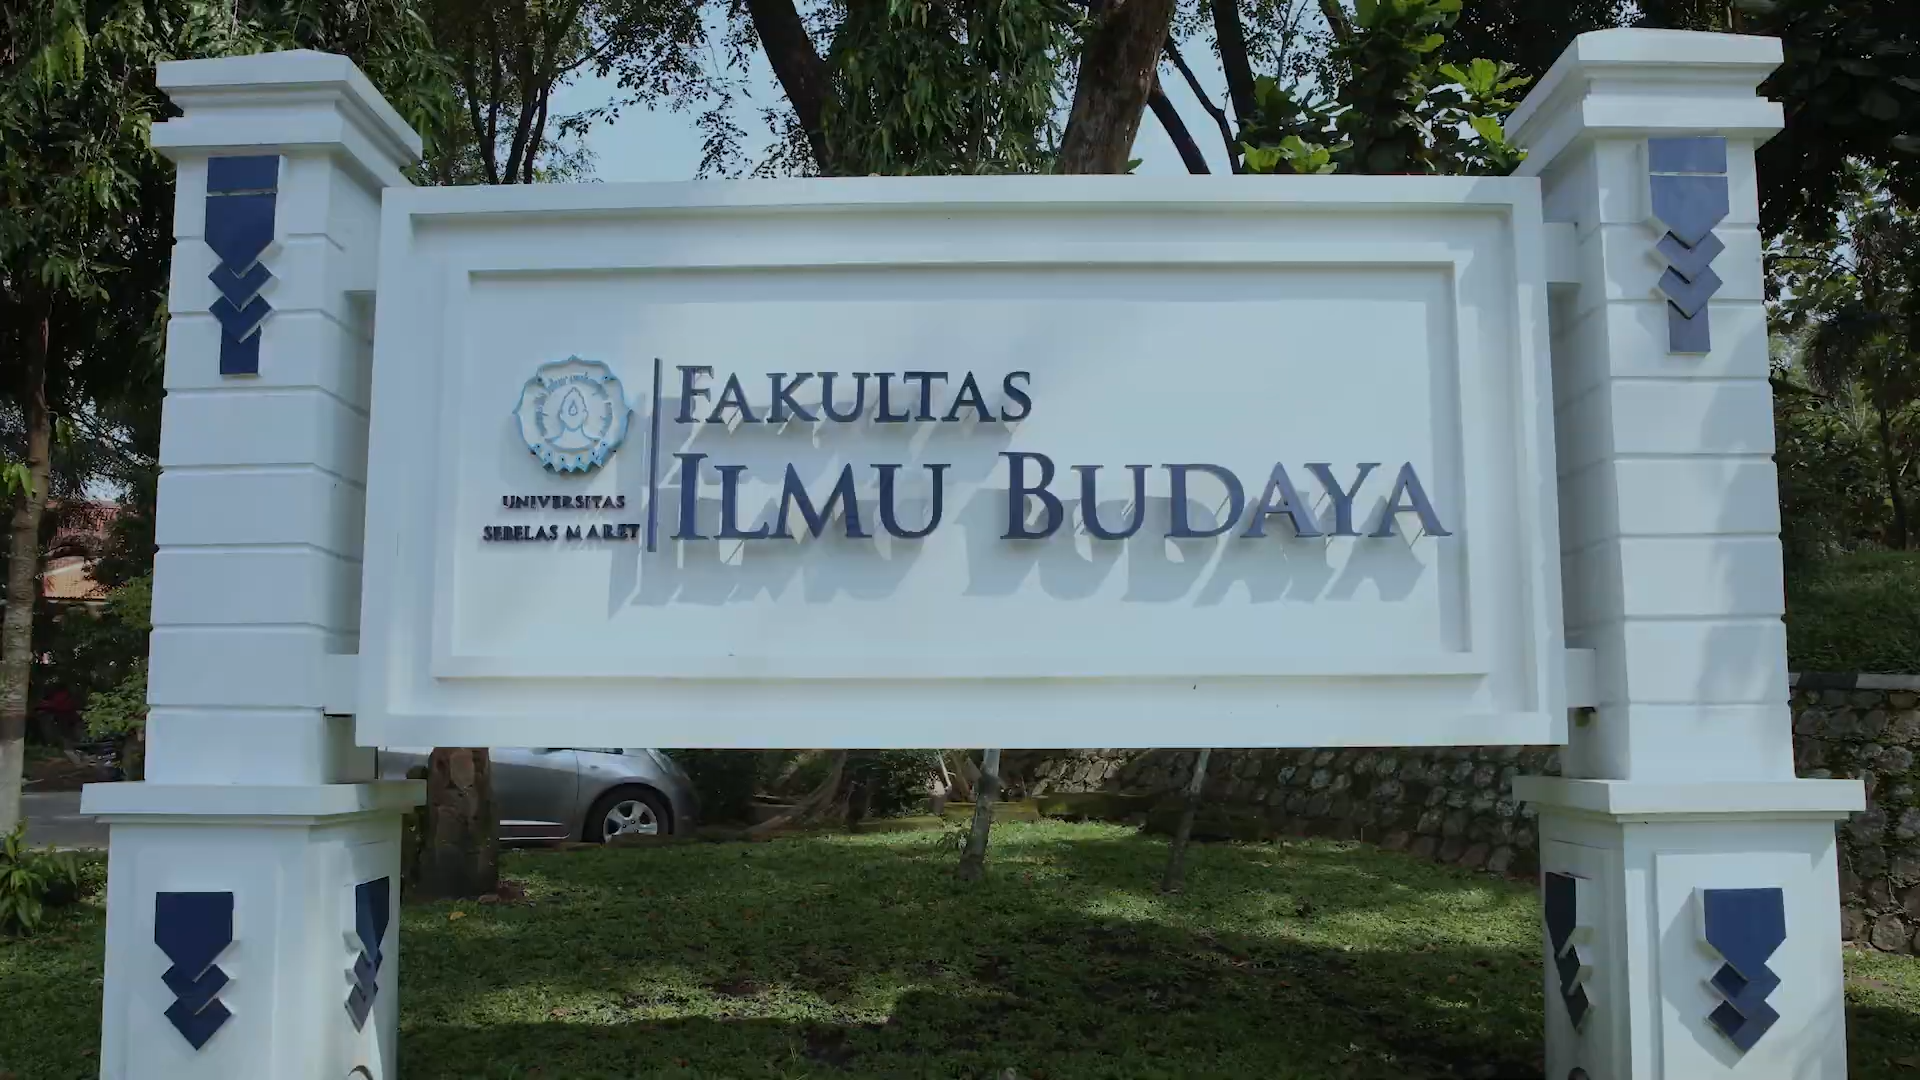 FAKULTAS
ILMU BUDAYA
UNIVERSITAS
SEBELAS MARET